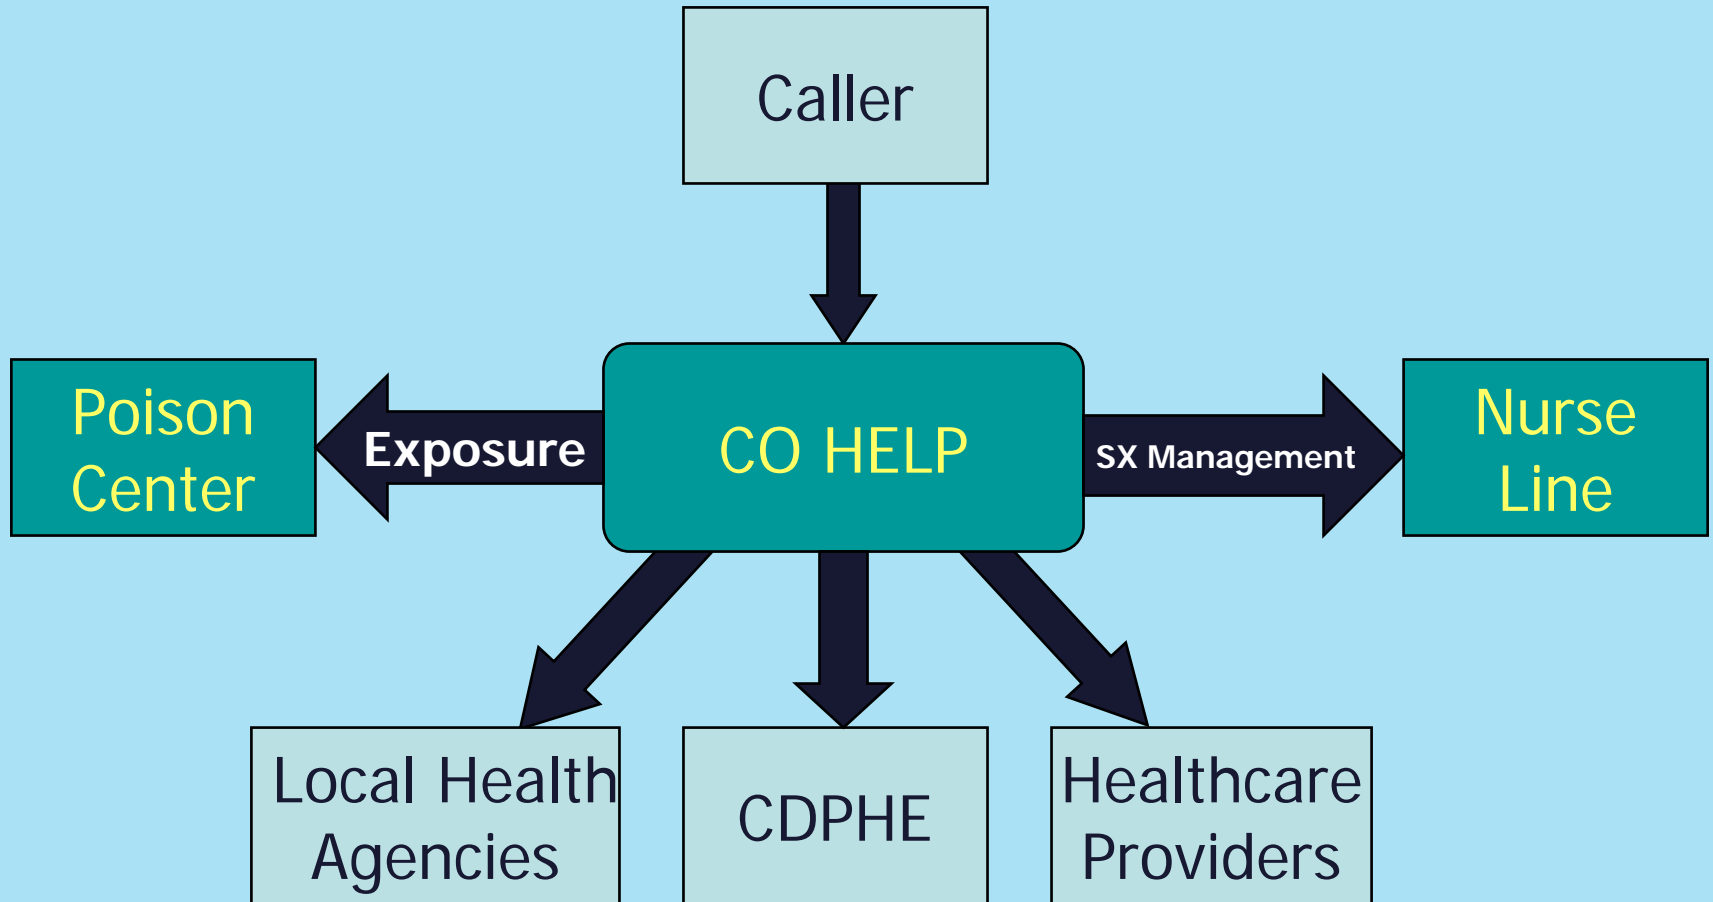 Caller
Poison
Center
Exposure
CO HELP
SX Management
Nurse
Line
Local Health
Agencies
CDPHE
Healthcare
Providers